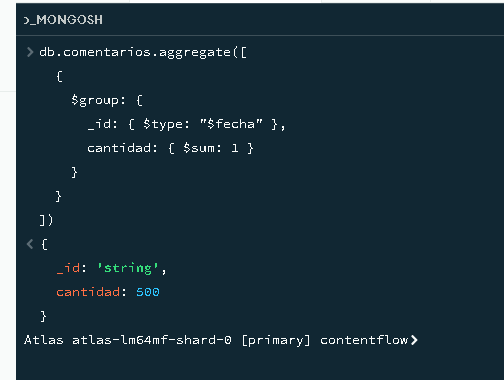 >_MONGOSH
> db.comentarios.aggregate([
{
$group: {
_id: { $type: "$fecha" },
cantidad: { $sum: 1 }
}
}
])
< {
_id: 'string',
cantidad: 500
}
Atlas atlas-lm64mf-shard-0 [primary] contentflow>